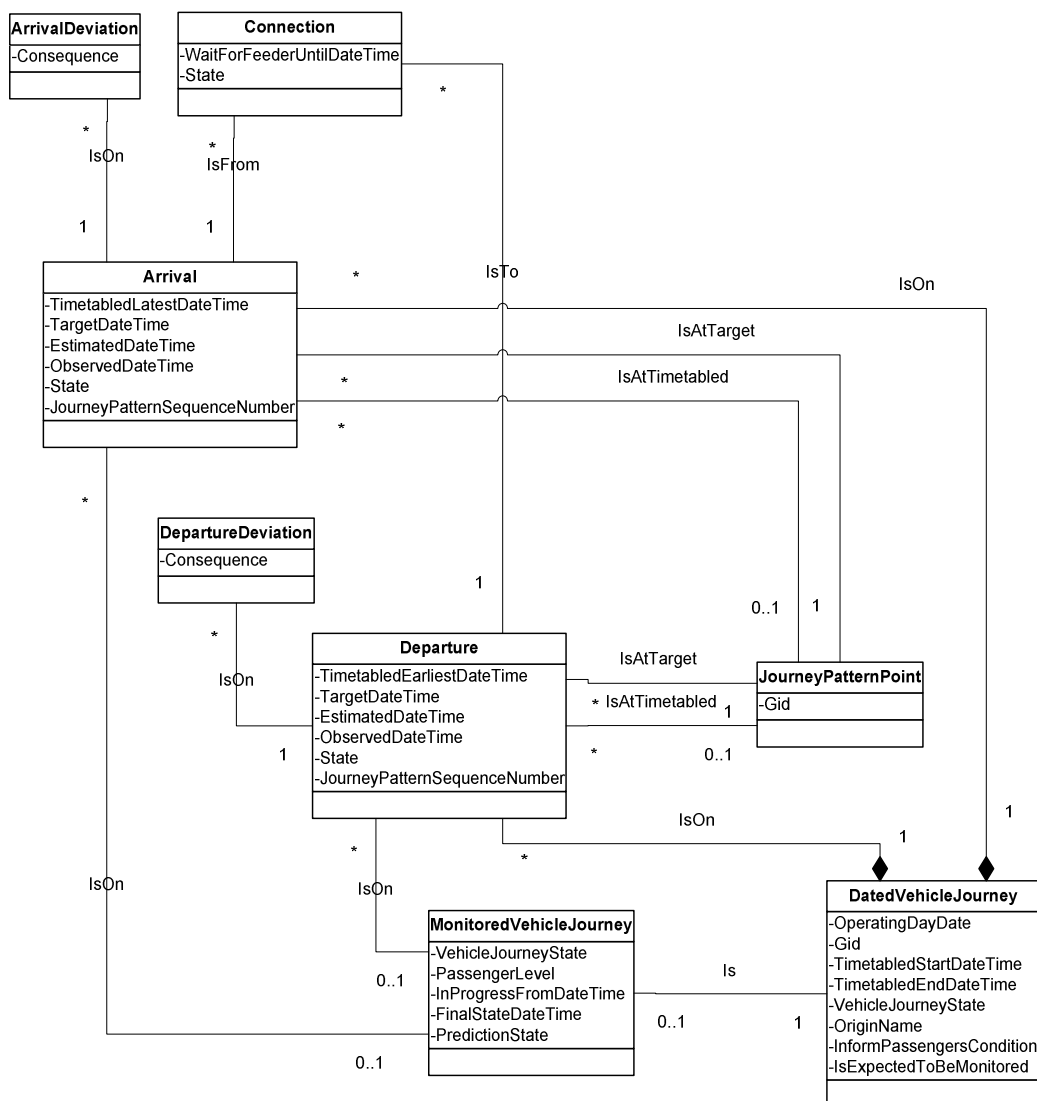 ArrivalDeviation
-Consequence
Connection
-WaitForFeederUntilDateTime
-State
*
*
IsOn
*
IsFrom
1
1
IsTo
Arrival
-TimetabledLatestDateTime
-TargetDateTime
-EstimatedDateTime
-ObservedDateTime
-State
-JourneyPatternSequenceNumber
*
IsOn
IsAtTarget
*
IsAtTimetabled
*
*
DepartureDeviation
-Consequence
*
IsOn
1
1
0..1
1
Departure
-TimetabledEarliestDateTime
-TargetDateTime
-EstimatedDateTime
-ObservedDateTime
-State
-JourneyPatternSequenceNumber
IsAtTarget
*
IsAtTimetabled
1
*
0..1
JourneyPatternPoint
-Gid
IsOn
*
1
1
*
IsOn
0..1
IsOn
0..1
MonitoredVehicleJourney
-VehicleJourneyState
-PassengerLevel
-InProgressFromDateTime
-FinalStateDateTime
-PredictionState
Is
0..1
1
DatedVehicleJourney
-OperatingDayDate
-Gid
-TimetabledStartDateTime
-TimetabledEndDateTime
-VehicleJourneyState
-OriginName
-InformPassengersCondition
-IsExpectedToBeMonitored